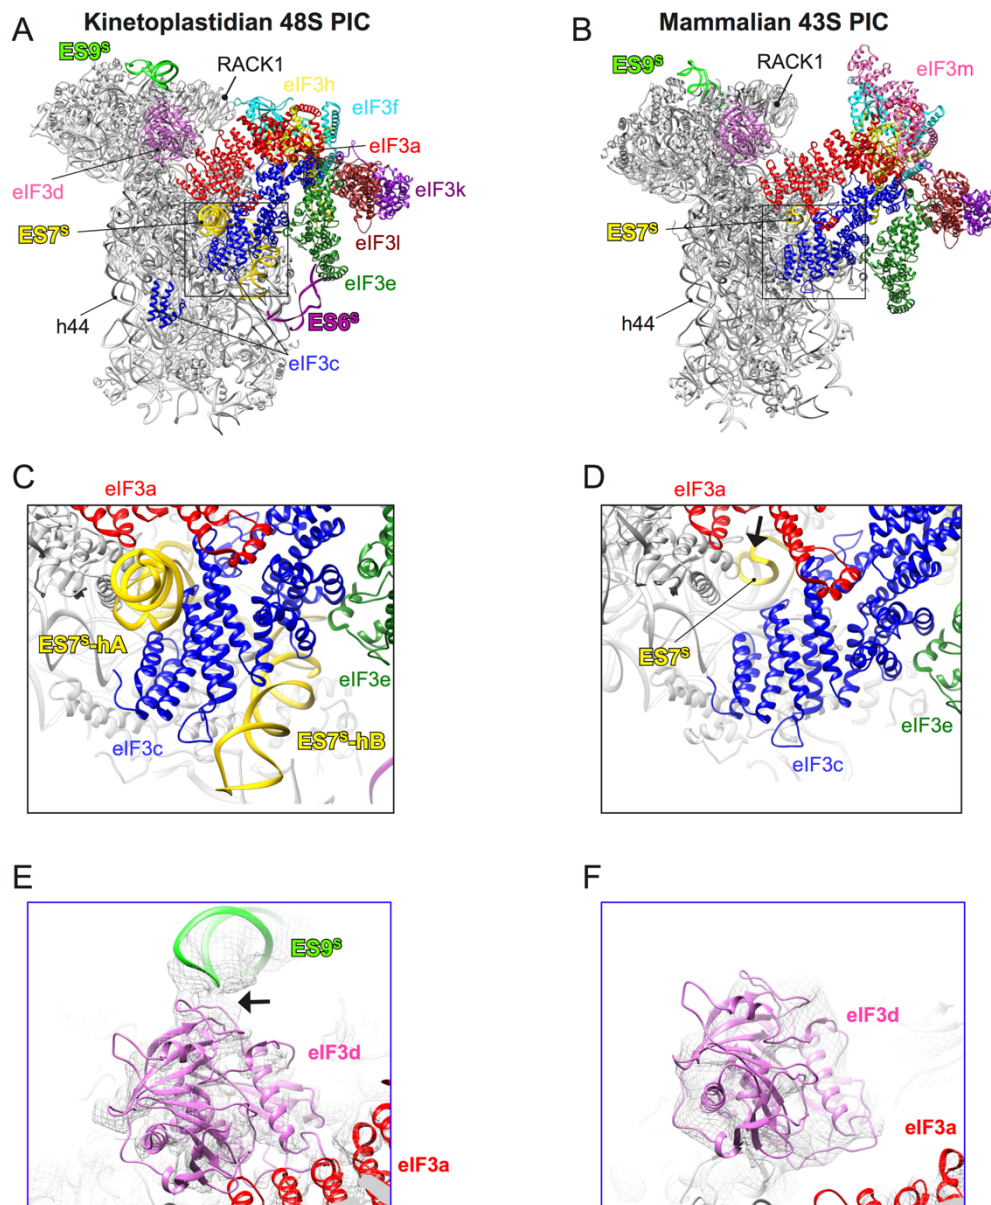 A
Kinetoplastidian 48S PIC
ES9ˢ
RACK1
eIF3h
eIF3f
eIF3a
eIF3d
eIF3k
ES7ˢ
eIF3l
eIF3e
h44
ES6ˢ
eIF3c
B
Mammalian 43S PIC
ES9ˢ
RACK1
eIF3m
ES7ˢ
h44
C
eIF3a
ES7ˢ-hA
eIF3e
ES7ˢ-hB
eIF3c
D
eIF3a
ES7ˢ
eIF3e
eIF3c
E
ES9ˢ
eIF3d
eIF3a
F
eIF3d
eIF3a